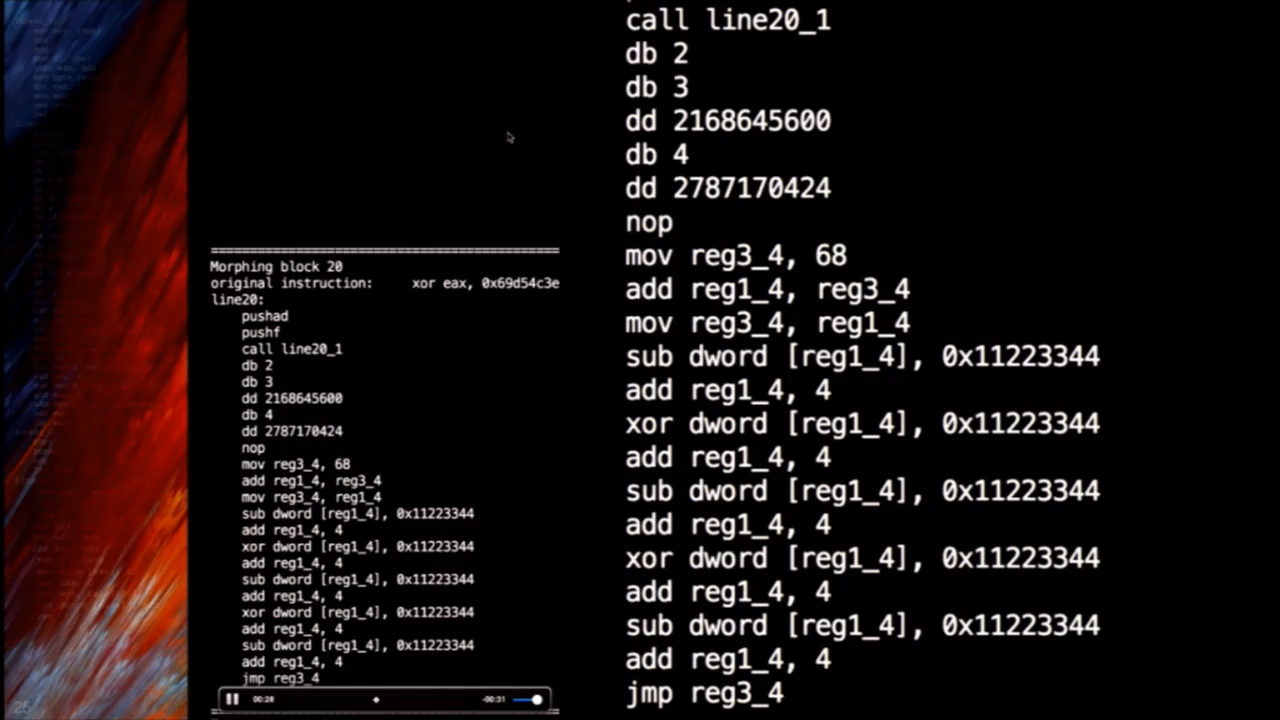 ================================================
Morphing block 20
original instruction: xor eax, 0x69d54c3e
line20:
pushad
pushf
call line20_1
db 2
db 3
dd 2168645600
db 4
dd 2787170424
nop
mov reg3_4, 68
add reg1_4, reg3_4
mov reg3_4, reg1_4
sub dword [reg1_4], 0x11223344
add reg1_4, 4
xor dword [reg1_4], 0x11223344
add reg1_4, 4
sub dword [reg1_4], 0x11223344
add reg1_4, 4
xor dword [reg1_4], 0x11223344
add reg1_4, 4
sub dword [reg1_4], 0x11223344
add reg1_4, 4
jmp reg3_4
00:28
-00:31
25
call line20_1
db 2
db 3
dd 2168645600
db 4
dd 2787170424
nop
mov reg3_4, 68
add reg1_4, reg3_4
mov reg3_4, reg1_4
sub dword [reg1_4], 0x11223344
add reg1_4, 4
xor dword [reg1_4], 0x11223344
add reg1_4, 4
sub dword [reg1_4], 0x11223344
add reg1_4, 4
xor dword [reg1_4], 0x11223344
add reg1_4, 4
sub dword [reg1_4], 0x11223344
add reg1_4, 4
jmp reg3_4